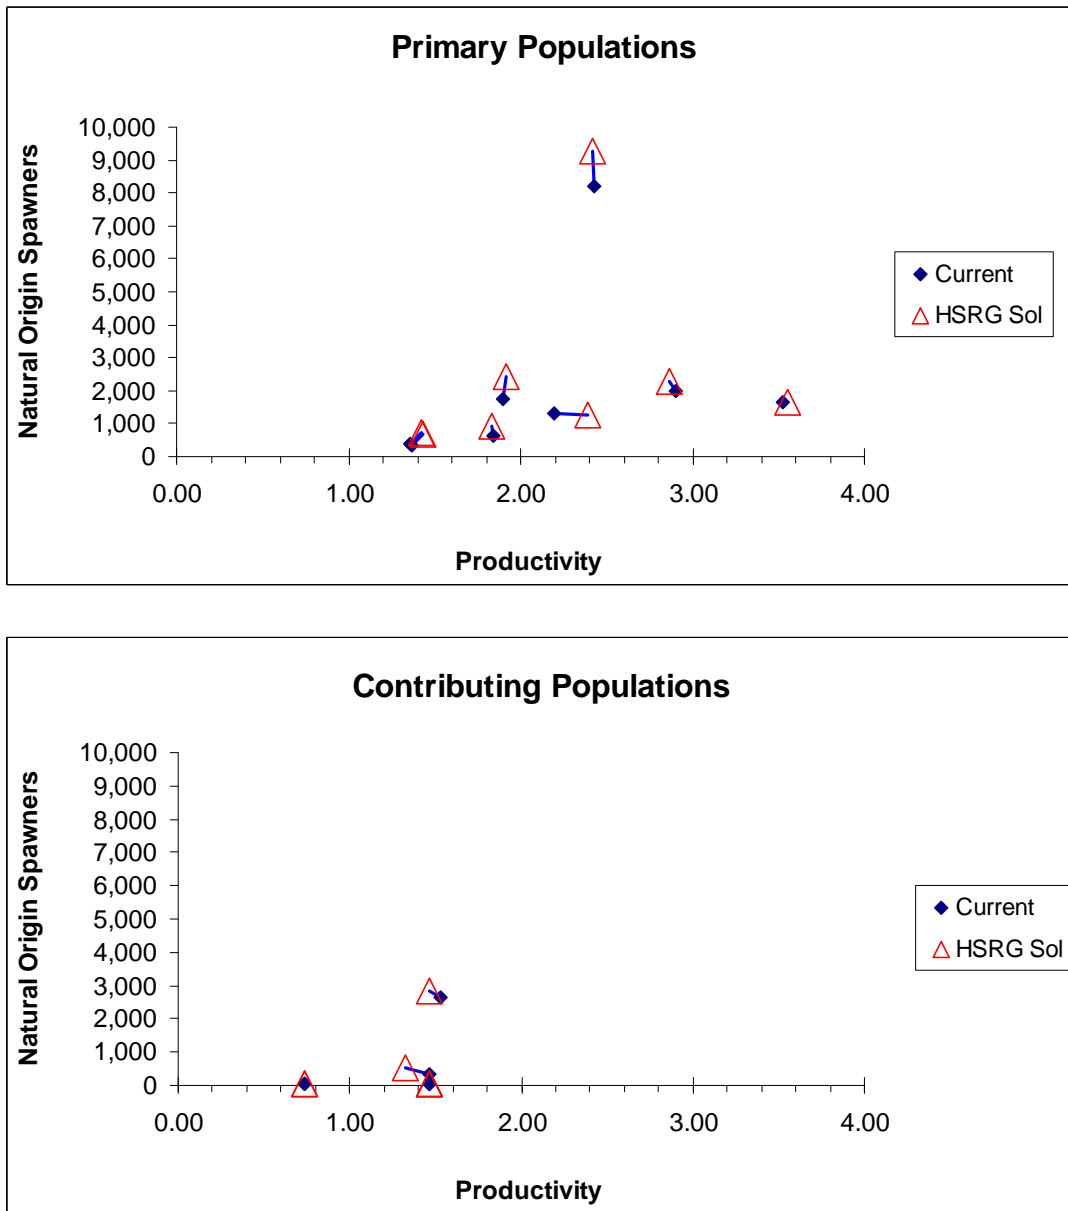 Primary Populations
Natural Origin Spawners
10,000
9,000
8,000
7,000
6,000
5,000
4,000
3,000
2,000
1,000
0
0.00 1.00 2.00 3.00 4.00
Productivity
Current
HSRG Sol
Contributing Populations
Natural Origin Spawners
10,000
9,000
8,000
7,000
6,000
5,000
4,000
3,000
2,000
1,000
0
0.00 1.00 2.00 3.00 4.00
Productivity
Current
HSRG Sol